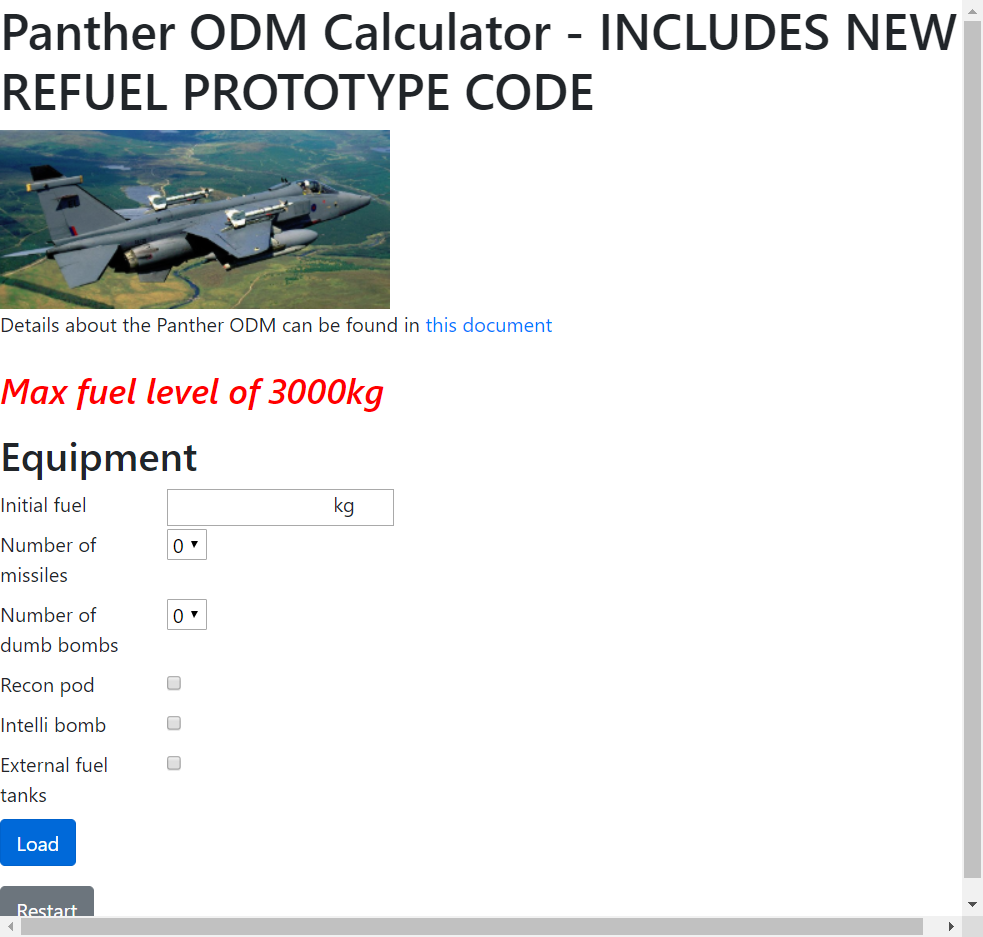 Panther ODM Calculator - INCLUDES NEW
REFUEL PROTOTYPE CODE
Details about the Panther ODM can be found in this document
Max fuel level of 3000kg
Equipment
Initial fuel kg
Number of 0
missiles
Number of 0
dumb bombs
Recon pod
Intelli bomb
External fuel
tanks
Load
Restart